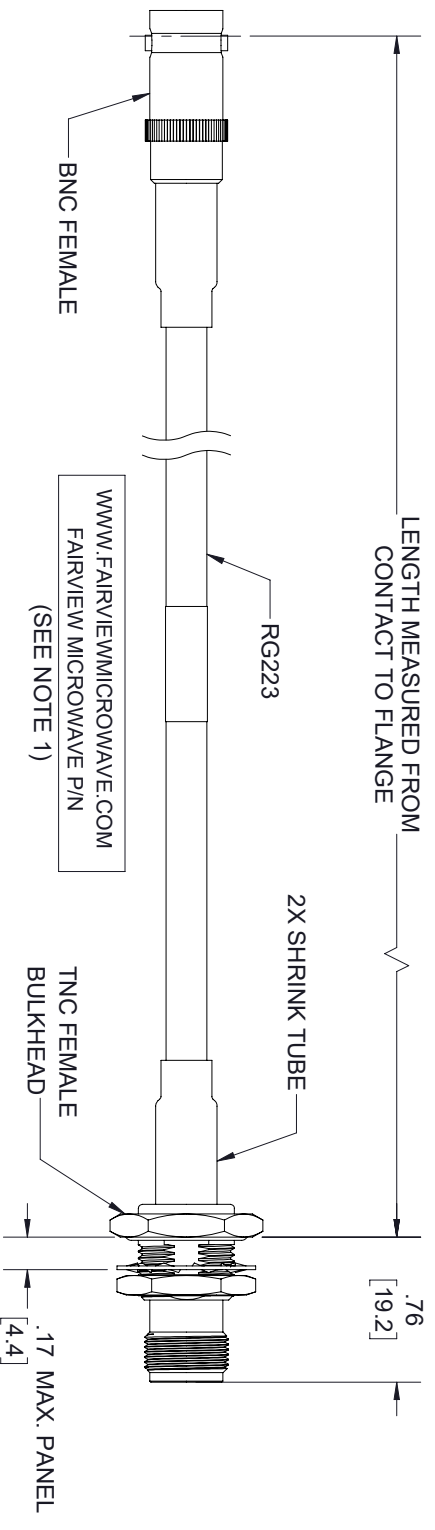 LENGTH MEASURED FROM
CONTACT TO FLANGE
.76
[19.2]
BNC FEMALE
RG223
2X SHRINK TUBE
WWW.FAIRVIEWMICROWAVE.COM
FAIRVIEW MICROWAVE P/N
(SEE NOTE 1)
TNC FEMALE
BULKHEAD
.17 MAX. PANEL
[4.4]